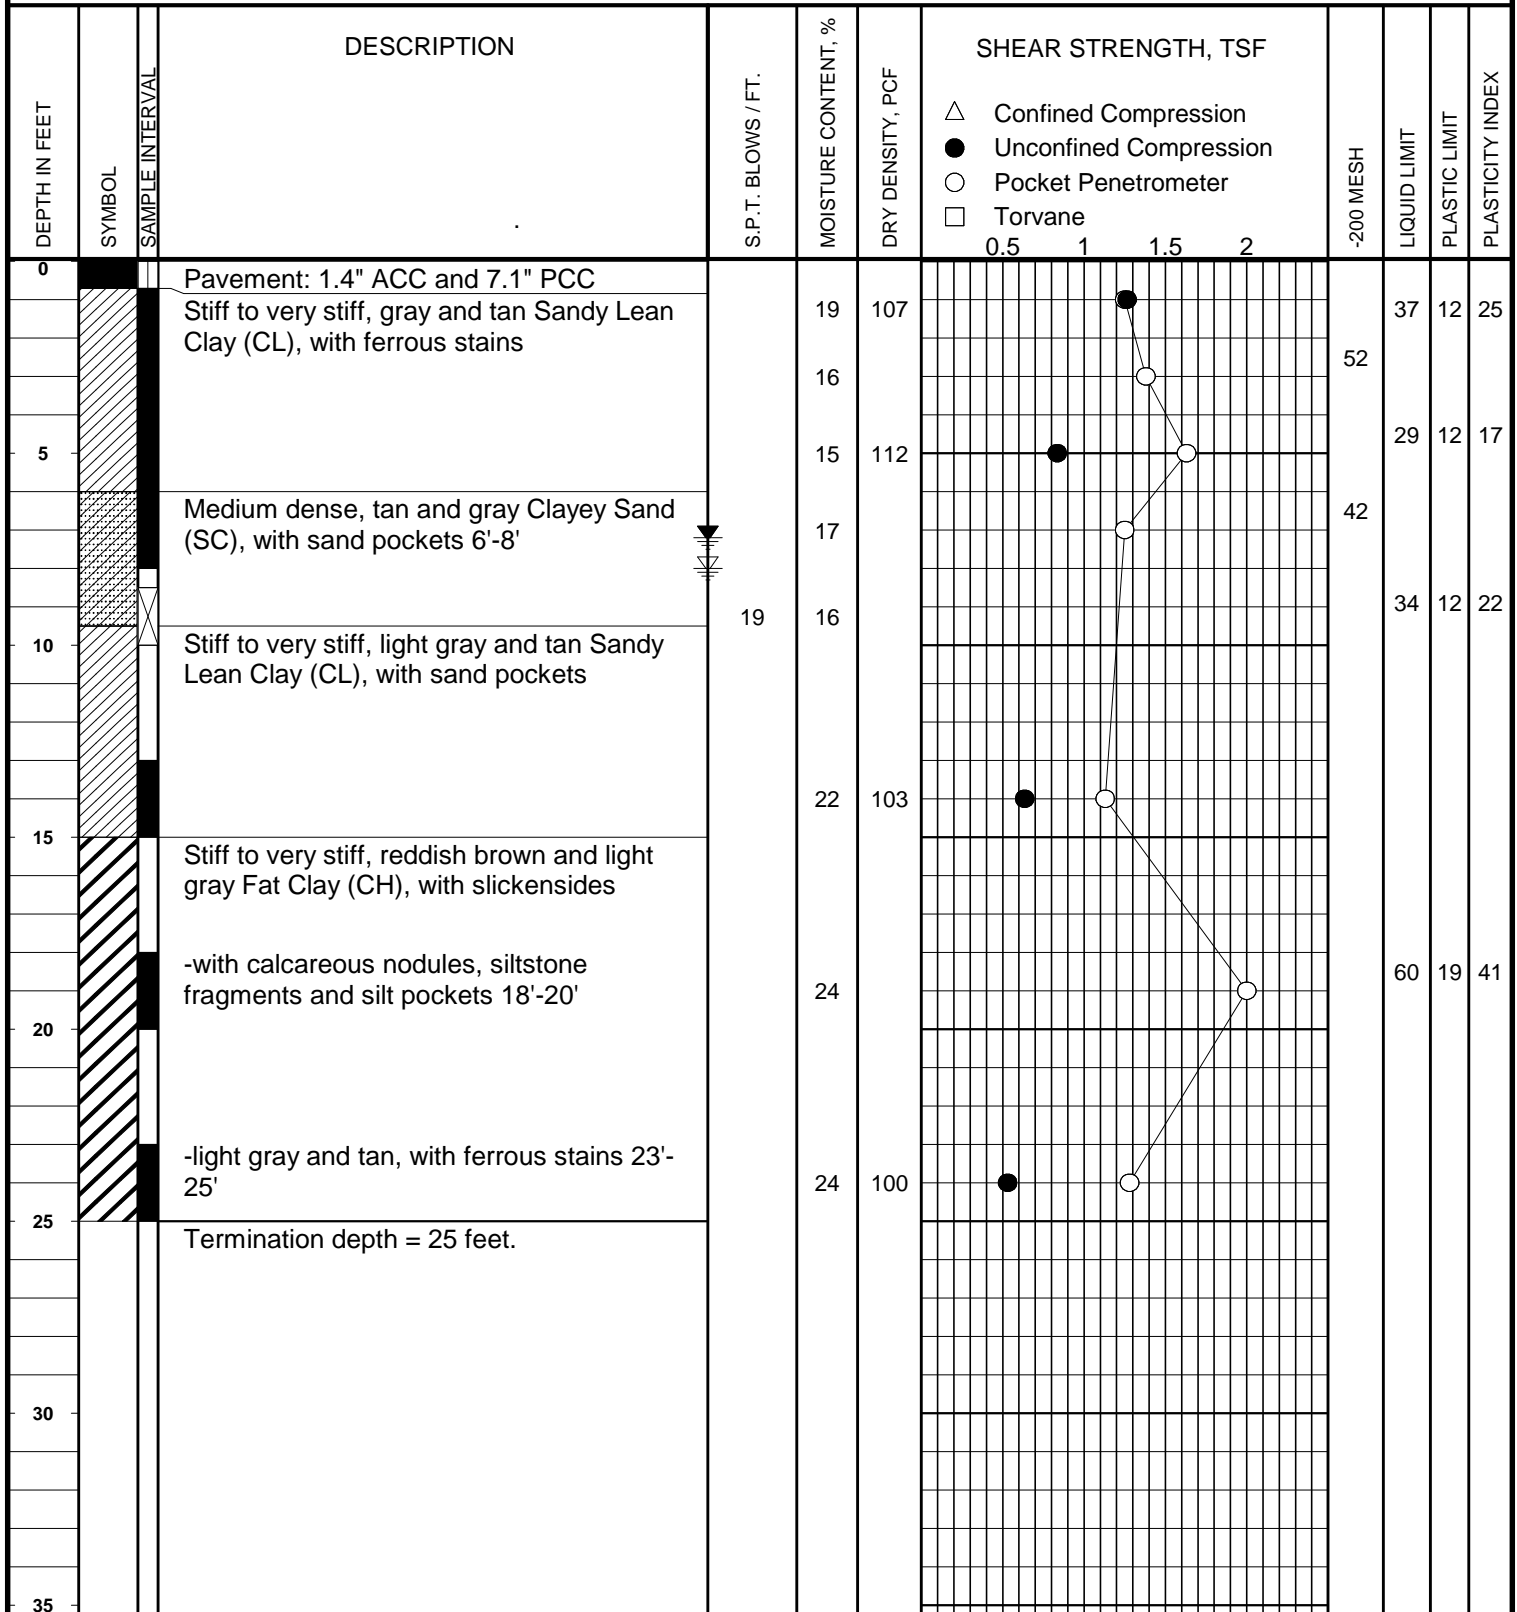 DEPTH IN FEET
SYMBOL
SAMPLE INTERVAL
DESCRIPTION
.
S.P.T. BLOWS / FT.
MOISTURE CONTENT, %
DRY DENSITY, PCF
SHEAR STRENGTH, TSF
Confined Compression
Unconfined Compression
Pocket Penetrometer
Torvane
0.5 1 1.5 2
-200 MESH
LIQUID LIMIT
PLASTIC LIMIT
PLASTICITY INDEX
0
Pavement: 1.4" ACC and 7.1" PCC
Stiff to very stiff, gray and tan Sandy Lean
19 107 37 12 25
Clay (CL), with ferrous stains
52
16
29 12 17
5 15 112
Medium dense, tan and gray Clayey Sand
42
(SC), with sand pockets 6'-8'
17
34 12 22
19 16
10
Stiff to very stiff, light gray and tan Sandy
Lean Clay (CL), with sand pockets
22 103
15
Stiff to very stiff, reddish brown and light
gray Fat Clay (CH), with slickensides
-with calcareous nodules, siltstone
60 19 41
fragments and silt pockets 18'-20'
24
20
-light gray and tan, with ferrous stains 23'-
25'
24 100
25
Termination depth = 25 feet.
30
35